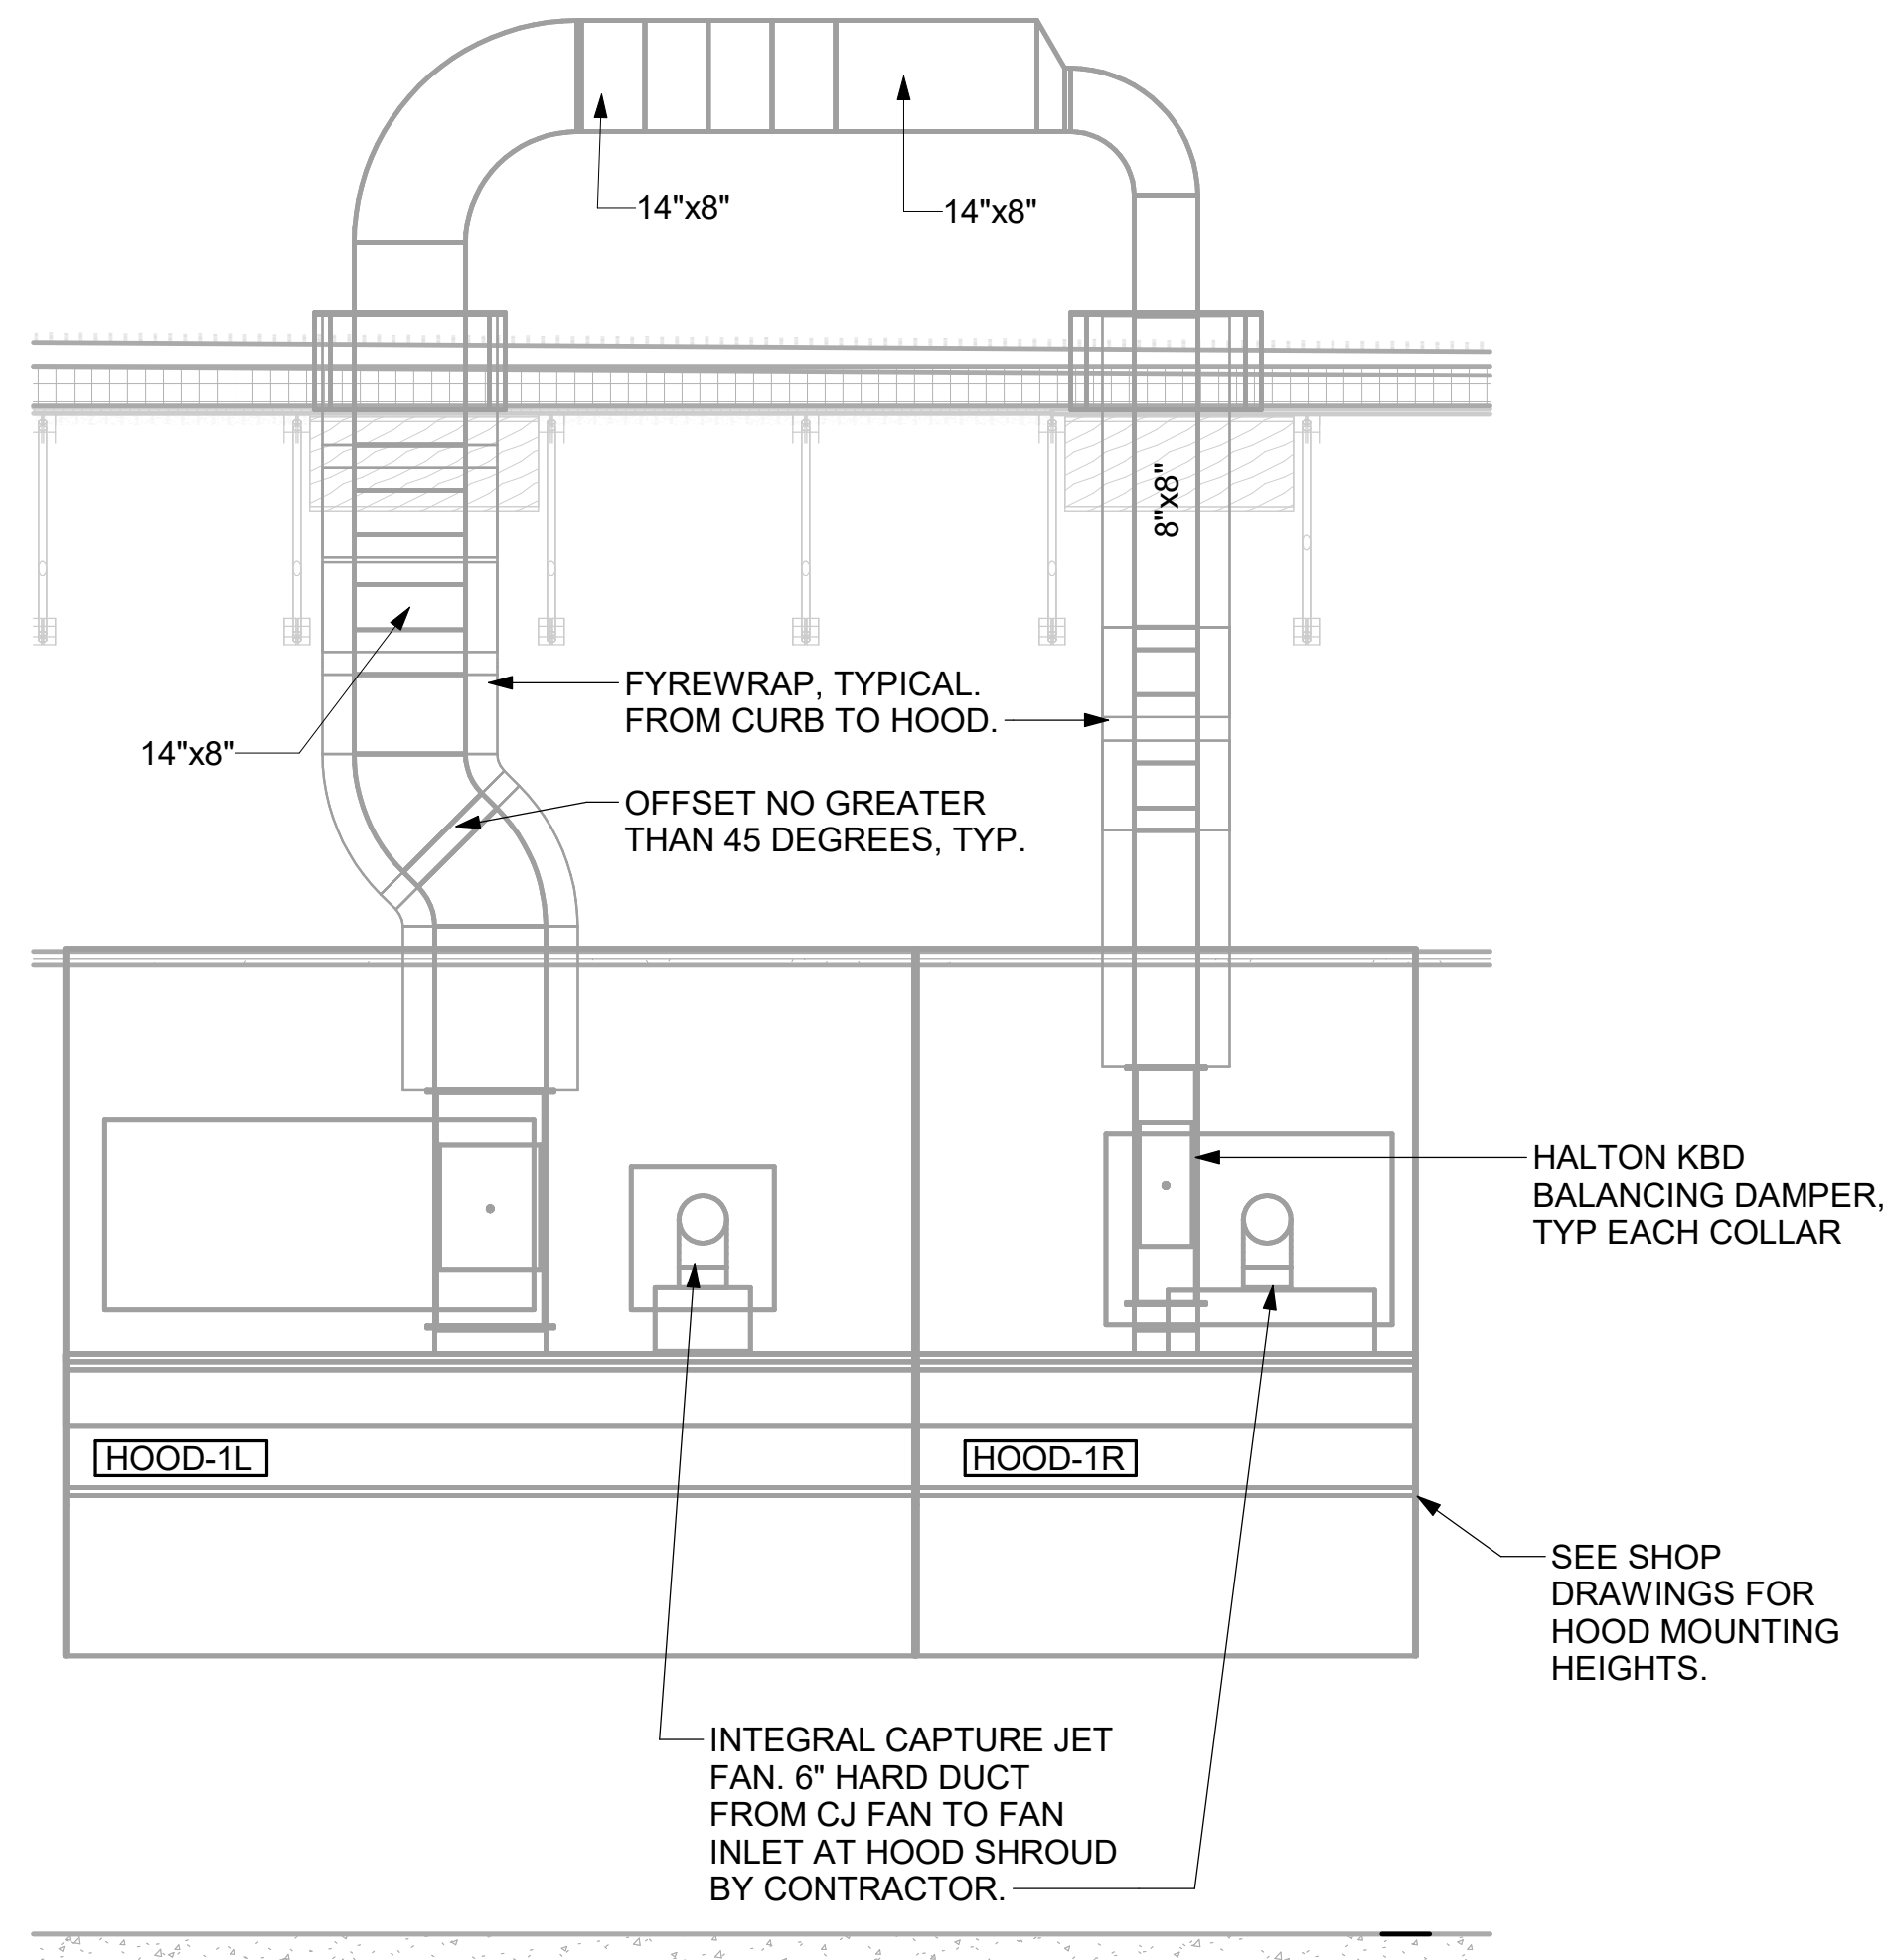 14"x8"
14"x8"
8"x8"
FYREWRAP, TYPICAL.
FROM CURB TO HOOD.
14"x8"
OFFSET NO GREATER
THAN 45 DEGREES, TYP.
HALTON KBD
BALANCING DAMPER,
TYP EACH COLLAR
HOOD-1L
HOOD-1R
SEE SHOP
DRAWINGS FOR
HOOD MOUNTING
HEIGHTS.
INTEGRAL CAPTURE JET
FAN. 6" HARD DUCT
FROM CJ FAN TO FAN
INLET AT HOOD SHROUD
BY CONTRACTOR.